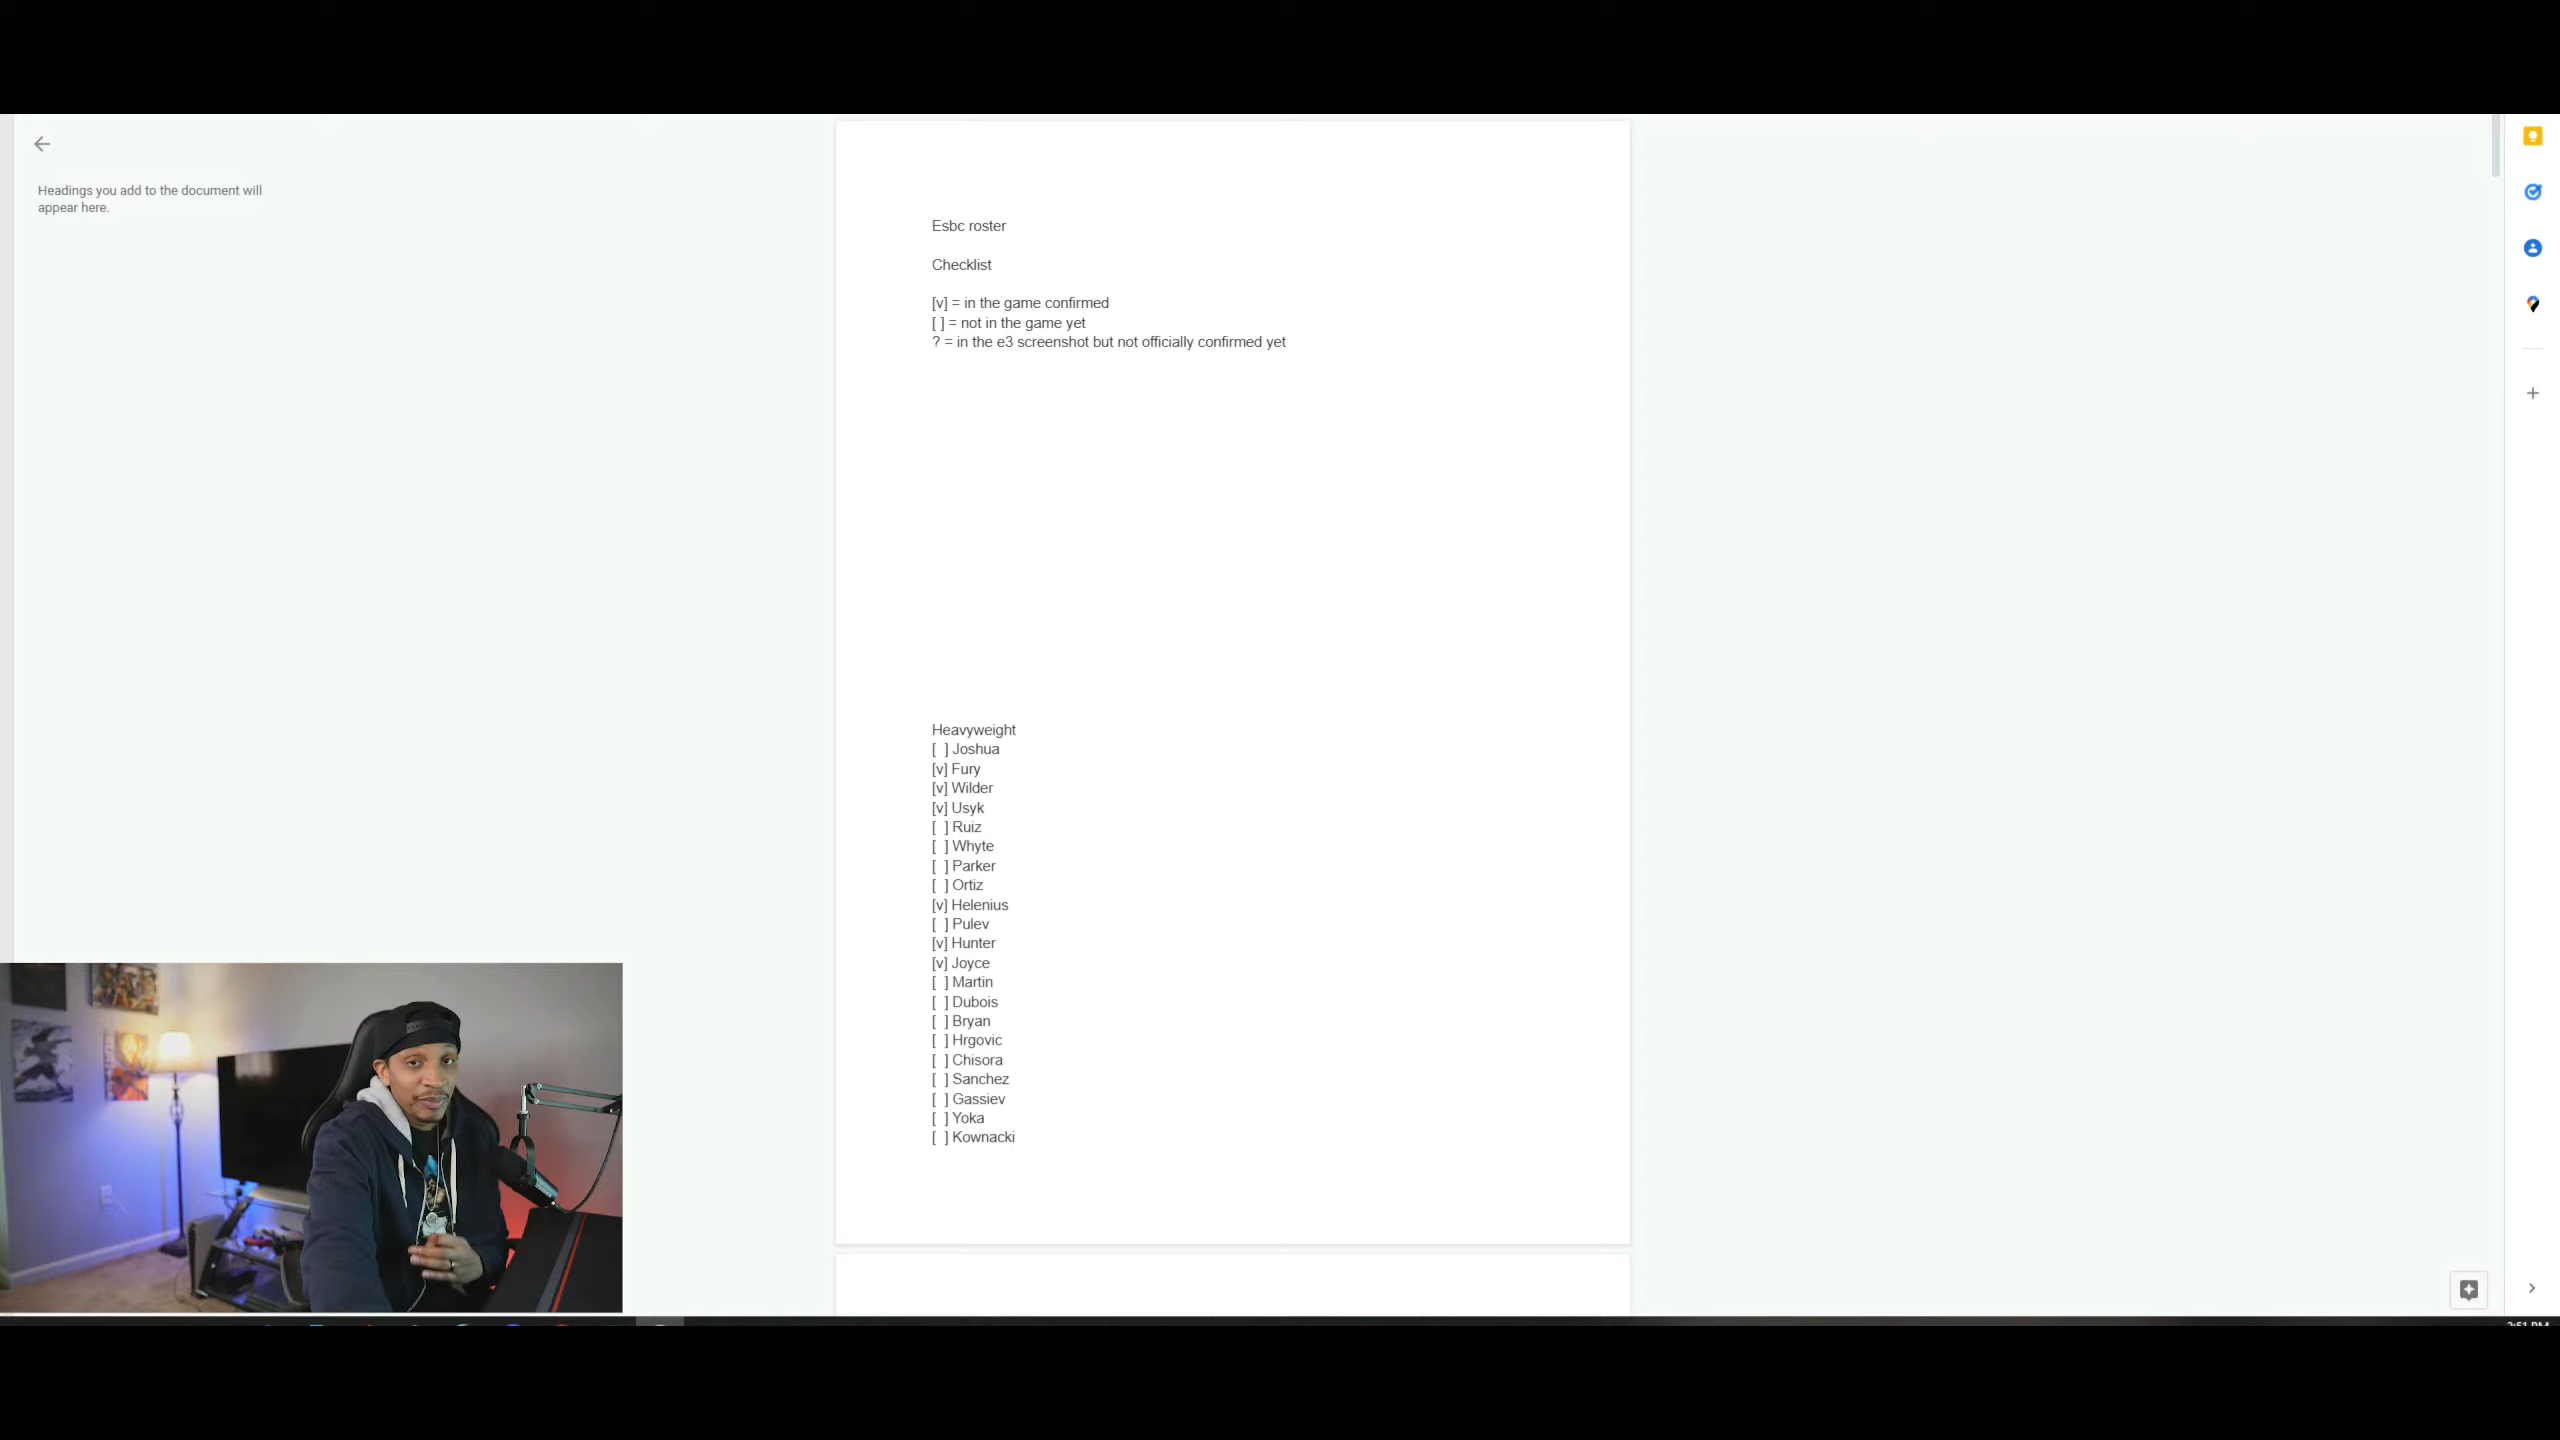 Headings you add to the document will
appear here.
Esbc roster
Checklist
[v] = in the game confirmed
[ ] = not in the game yet
? = in the e3 screenshot but not officially confirmed yet
Heavyweight
[ ] Joshua
[v] Fury
[v] Wilder
[v] Usyk
[ ] Ruiz
[ ] Whyte
[ ] Parker
[ ] Ortiz
[v] Helenius
[ ] Pulev
[v] Hunter
[v] Joyce
[ ] Martin
[ ] Dubois
[ ] Bryan
[ ] Hrgovic
[ ] Chisora
[ ] Sanchez
[ ] Gassiev
[ ] Yoka
[ ] Kownacki